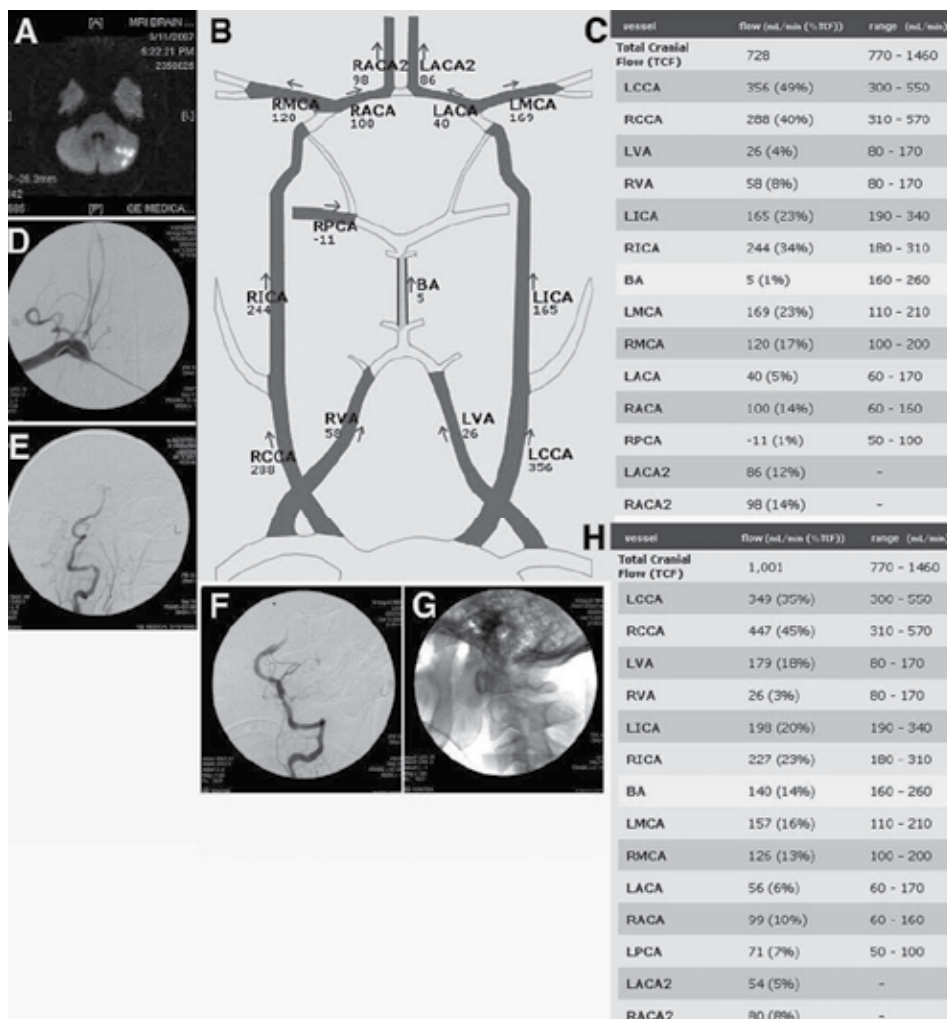 A
[A]
MRI BRAIN
9/11/2007
6:22:21 PM
2358626
[L]
P:-26.3mm
[P]
GE MEDICA...
B
RACA2
98
LACA2
86
RMCA
120
RACA
100
LACA
40
LMCA
169
RPCA
-11
BA
5
RICA
244
LICA
165
RVA
58
LVA
26
RCCA
288
LCCA
356
C
vessel flow (mL/min (%TCF)) range (mL/min)
Total Cranial Flow (TCF) 728 770 - 1460
LCCA 356 (49%) 300 - 550
RCCA 288 (40%) 310 - 570
LVA 26 (4%) 80 - 170
RVA 58 (8%) 80 - 170
LICA 165 (23%) 190 - 340
RICA 244 (34%) 180 - 310
BA 5 (1%) 160 - 260
LMCA 169 (23%) 110 - 210
RMCA 120 (17%) 100 - 200
LACA 40 (5%) 60 - 170
RACA 100 (14%) 60 - 160
RPCA -11 (1%) 50 - 100
LACA2 86 (12%) -
RACA2 98 (14%) -
D
E
F
G
H
vessel flow (mL/min (%TCF)) range (mL/min)
Total Cranial Flow (TCF) 1,001 770 - 1460
LCCA 349 (35%) 300 - 550
RCCA 447 (45%) 310 - 570
LVA 179 (18%) 80 - 170
RVA 26 (3%) 80 - 170
LICA 198 (20%) 190 - 340
RICA 227 (23%) 180 - 310
BA 140 (14%) 160 - 260
LMCA 157 (16%) 110 - 210
RMCA 126 (13%) 100 - 200
LACA 56 (6%) 60 - 170
RACA 99 (10%) 60 - 160
LPCA 71 (7%) 50 - 100
LACA2 54 (5%) -
RACA2 80 (8%) -